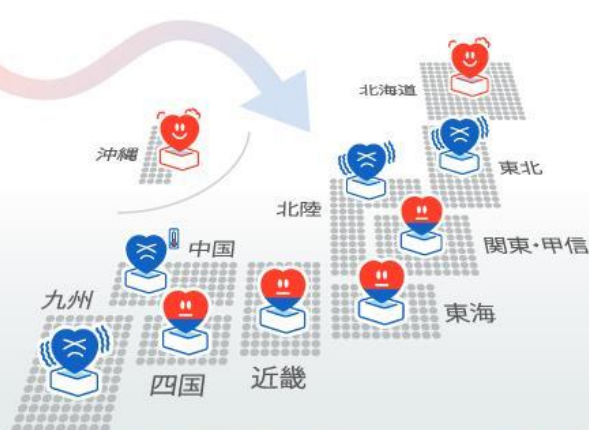 北海道
沖縄
東北
北陸
関東・甲信
中国
九州
東海
近畿
四国